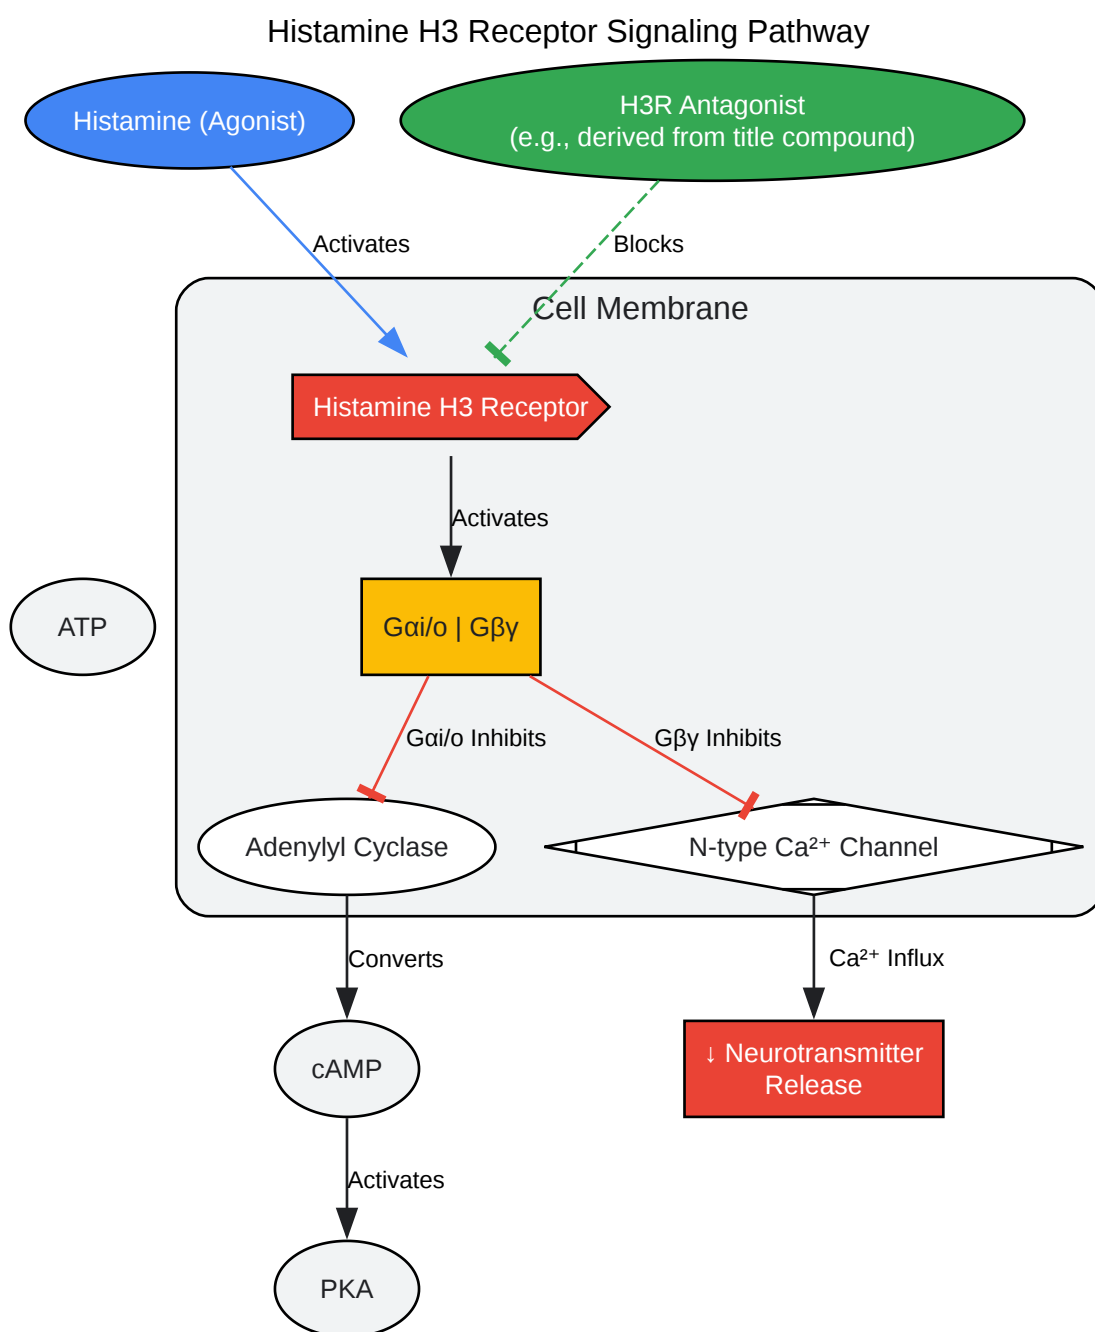 Histamine H3 Receptor Signaling Pathway
Histamine (Agonist)
H3R Antagonist
(e.g., derived from title compound)
Activates
Blocks
Cell Membrane
Histamine H3 Receptor
Activates
ATP
Gαi/o | Gβγ
Gαi/o Inhibits
Gβγ Inhibits
Adenylyl Cyclase
N-type Ca²⁺ Channel
Converts
Ca²⁺ Influx
cAMP
↓ Neurotransmitter
Release
Activates
PKA